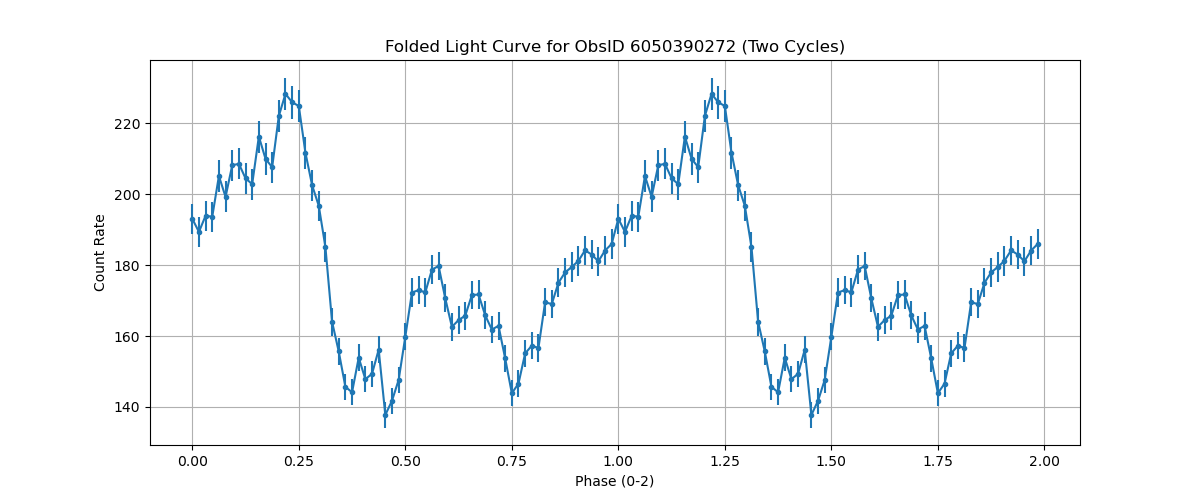 Folded Light Curve for ObsID 6050390272 (Two Cycles)
Count Rate
220
200
180
160
140
0.00 0.25 0.50 0.75 1.00 1.25 1.50 1.75 2.00
Phase (0-2)